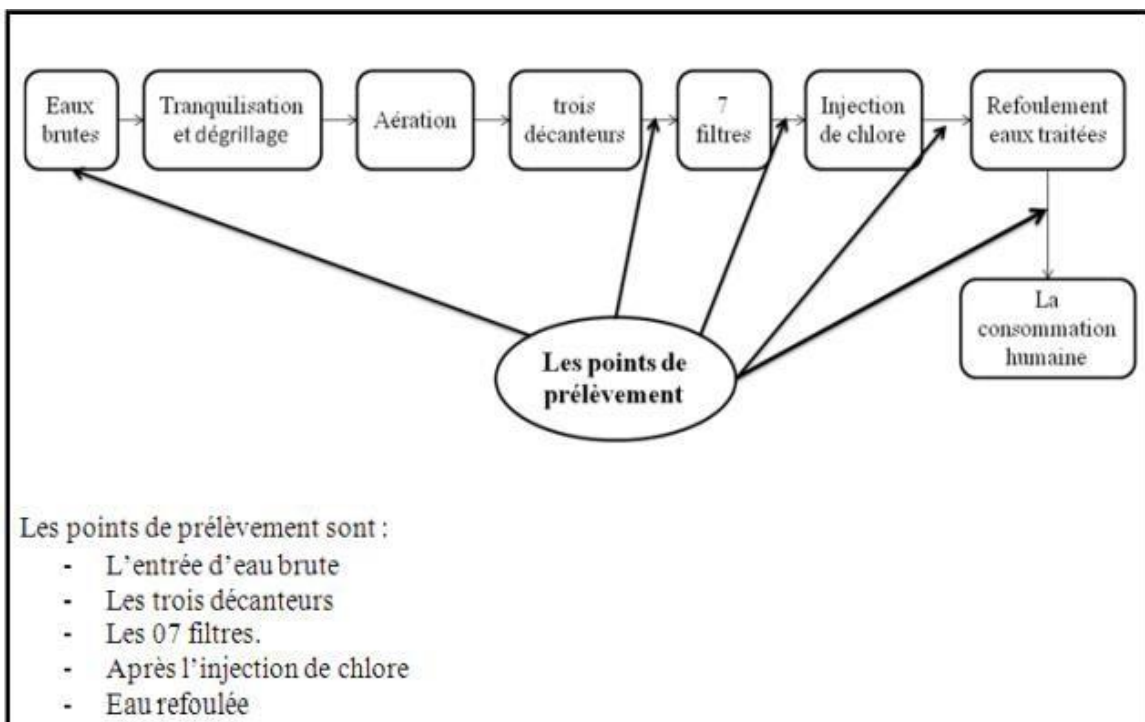 Eaux
brutes
Tranquilisation
et dégrillage
Aération
trois
décanteurs
7
filtres
Injection
de chlore
Refoulement
eaux traitées
La
consommation
humaine
Les points de
prélèvement
Les points de prélèvement sont :
- L'entrée d'eau brute
- Les trois décanteurs
- Les 07 filtres.
- Après l'injection de chlore
- Eau refoulée